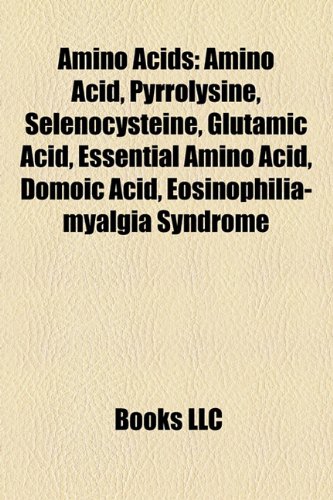 Amino Acids: Amino
Acid, Pyrrolysine,
Selenocysteine, Glutamic
Acid, Essential Amino Acid,
Domoic Acid, Eosinophilia-
myalgia Syndrome
Books LLC